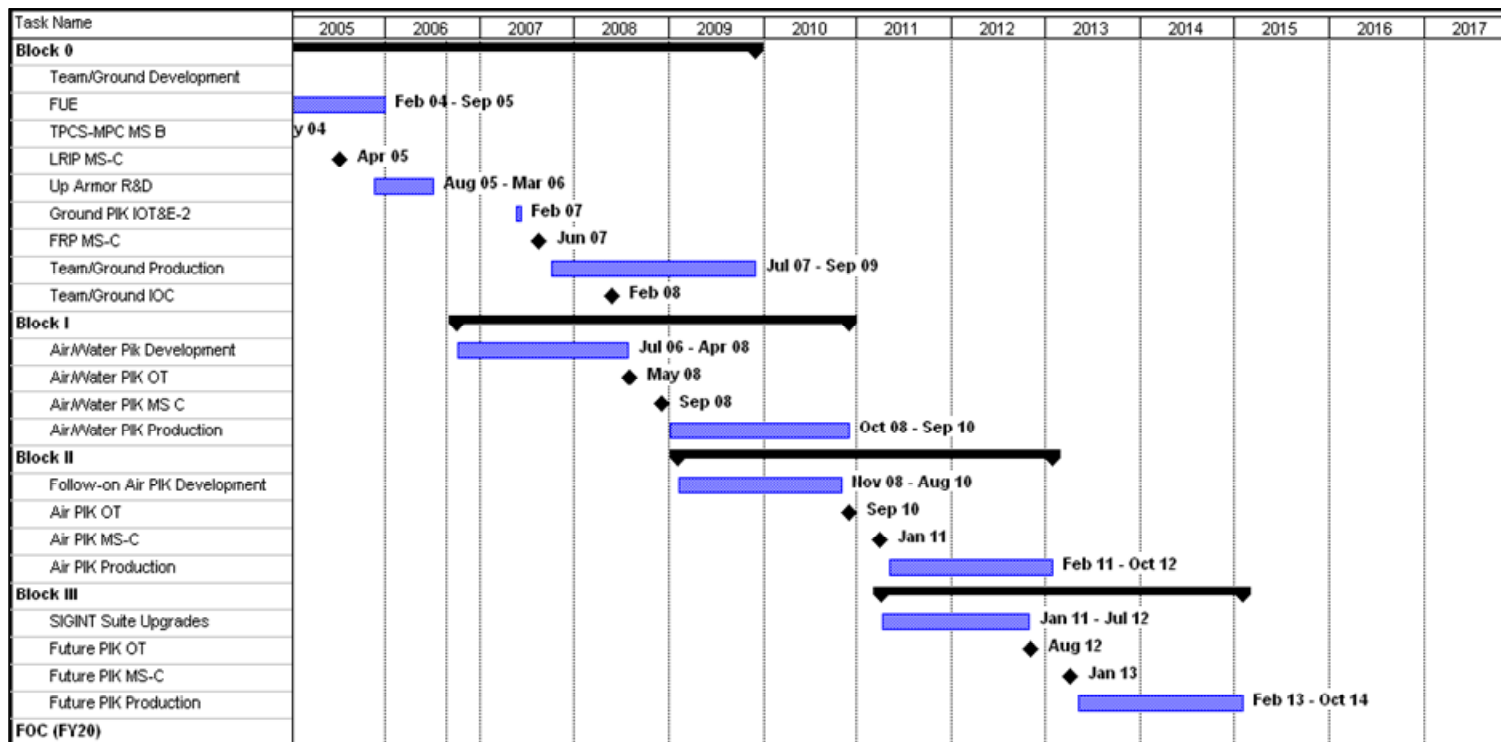 Task Name 2005 2006 2007 2008 2009 2010 2011 2012 2013 2014 2015 2016 2017
Block 0
Team/Ground Development
FUE Feb 04 - Sep 05
TPCS-MPC MS B y 04
LRIP MS-C Apr 05
Up Armor R&D Aug 05 - Mar 06
Ground PIK IOT&E-2 Feb 07
FRP MS-C Jun 07
Team/Ground Production Jul 07 - Sep 09
Team/Ground IOC Feb 08
Block I
Air/Water Pik Development Jul 06 - Apr 08
Air/Water PIK OT May 08
Air/Water PIK MS C Sep 08
Air/Water PIK Production Oct 08 - Sep 10
Block II
Follow-on Air PIK Development Nov 08 - Aug 10
Air PIK OT Sep 10
Air PIK MS-C Jan 11
Air PIK Production Feb 11 - Oct 12
Block III
SIGINT Suite Upgrades Jan 11 - Jul 12
Future PIK OT Aug 12
Future PIK MS-C Jan 13
Future PIK Production Feb 13 - Oct 14
FOC (FY20)